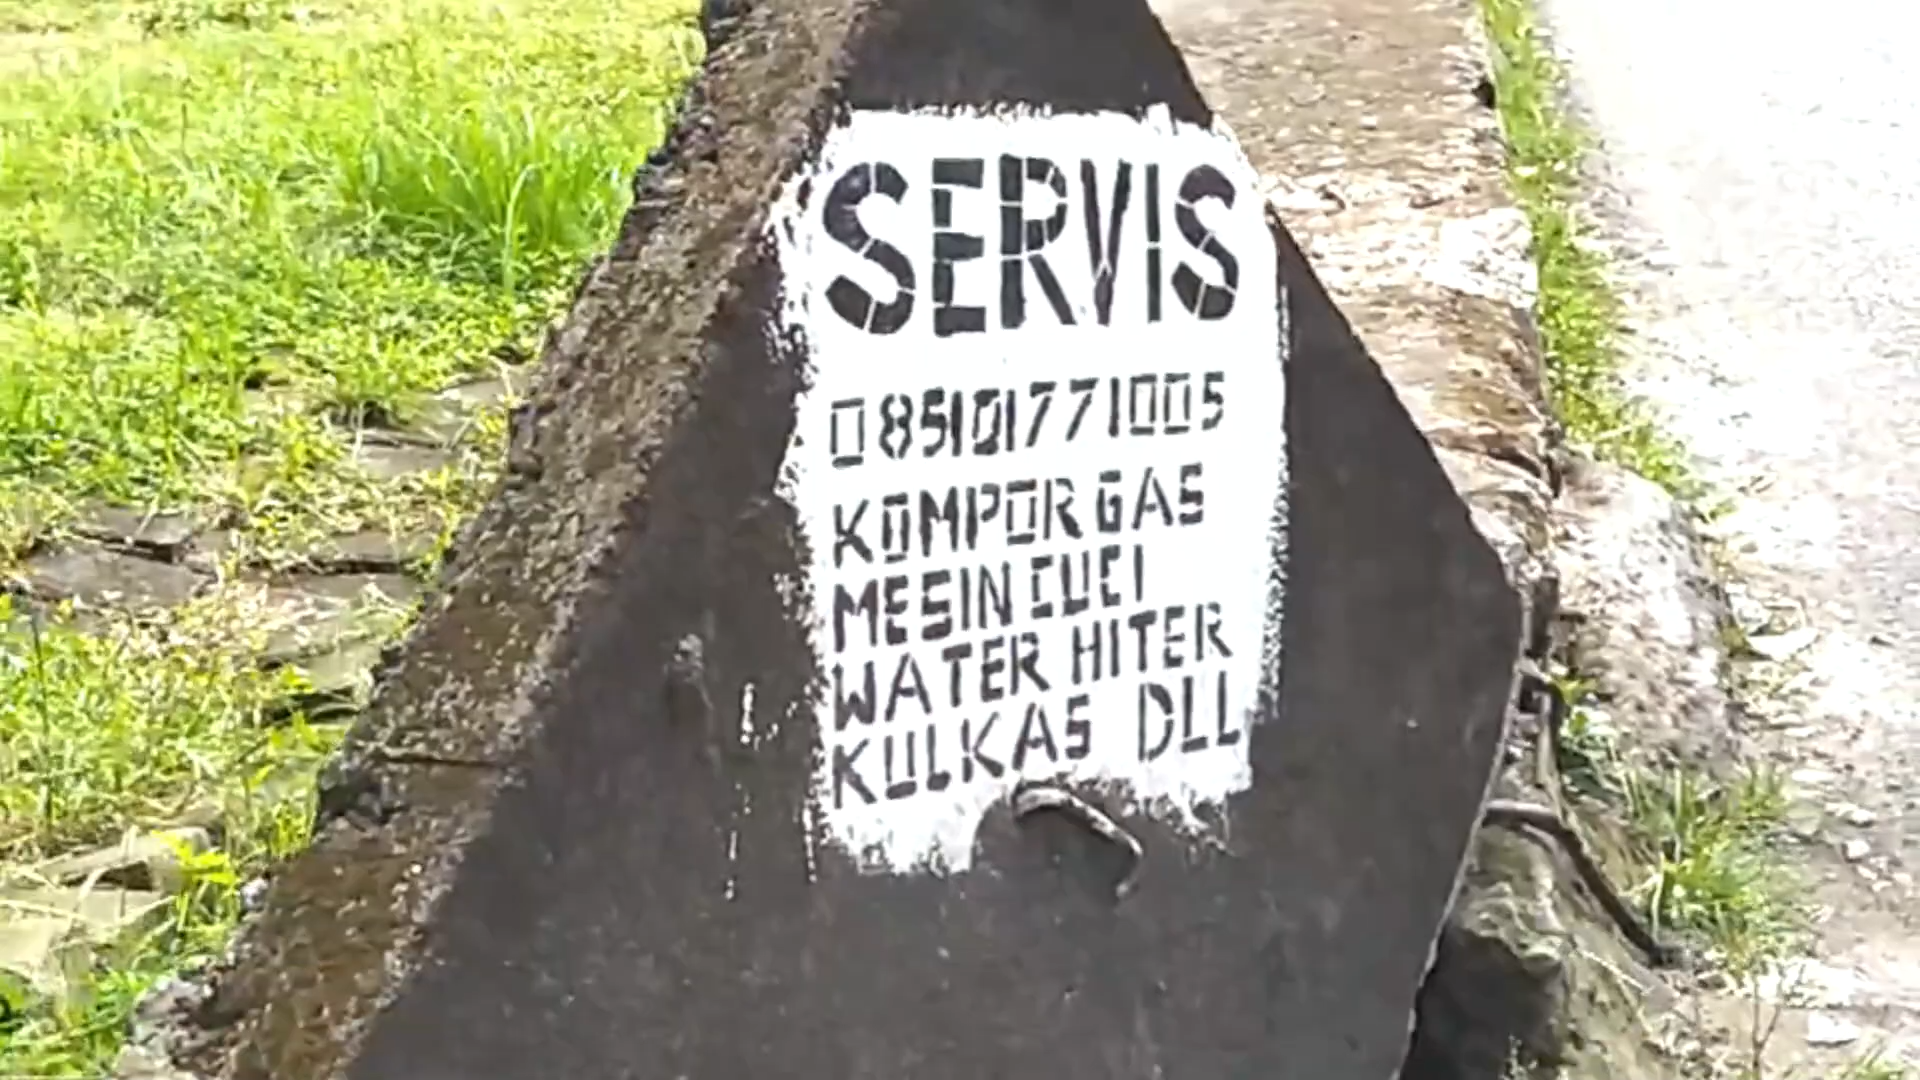 SERVIS
085101771005
KOMPOR GAS
MESIN CUCI
WATER HITER
KULKAS DLL